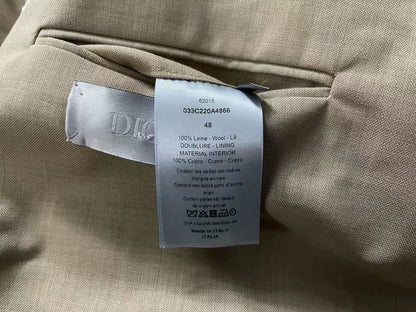 DIO
62015
033C220A4866
48
100% Laine - Wool - Lã
DOUBLURE - LINING
MATERIAL INTERIOR
100% Cupro - Cupro - Cupro
Contient des parties non textiles
d'origine animale
Contains non-textile parts of animal
origin
Contém partes não têxteis
de origem animal
Made in ITALY
ITALIA